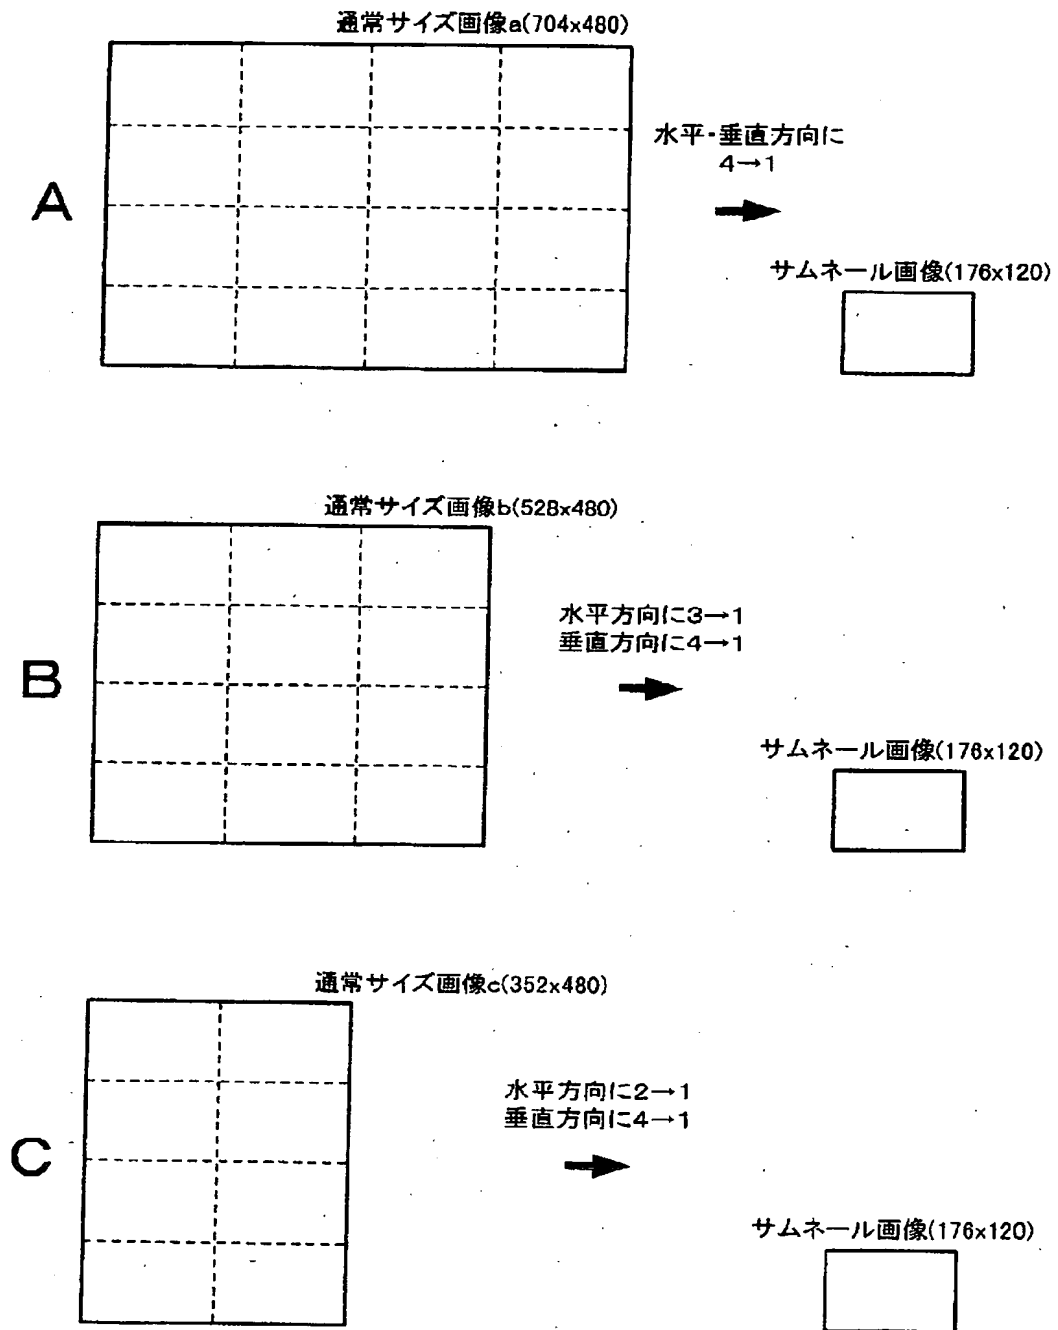 通常サイズ画像a(704x480)
A
水平・垂直方向に
4→1
サムネール画像(176x120)
通常サイズ画像b(528x480)
B
水平方向に3→1
垂直方向に4→1
サムネール画像(176x120)
通常サイズ画像c(352x480)
C
水平方向に2→1
垂直方向に4→1
サムネール画像(176x120)